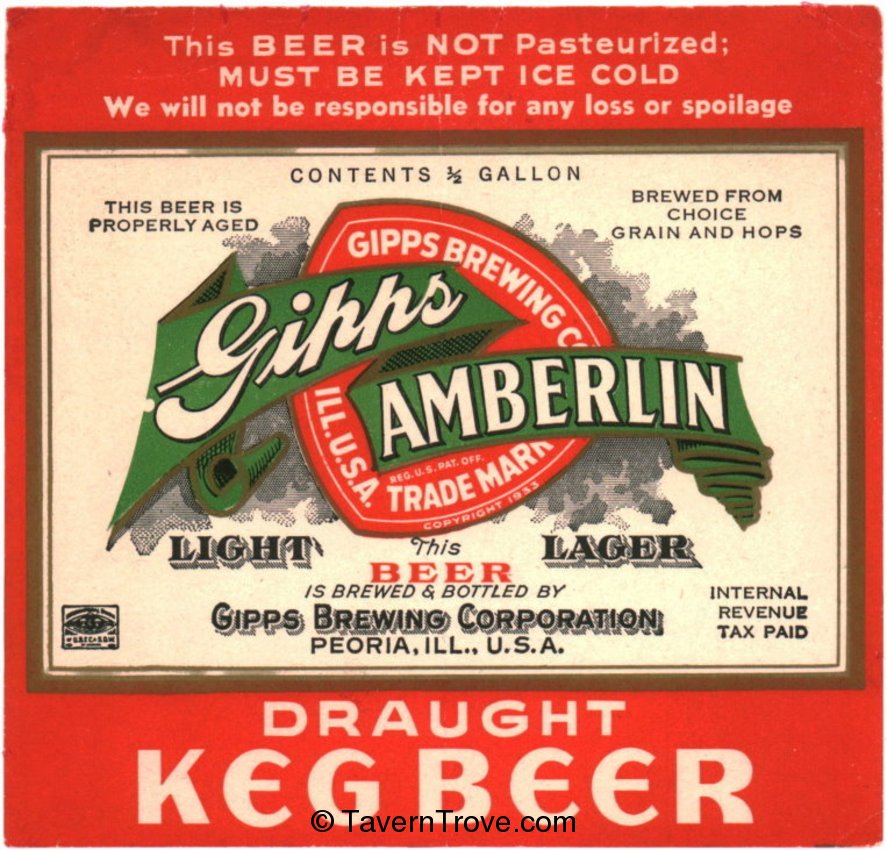 This BEER is NOT Pasteurized;
MUST BE KEPT ICE COLD
We will not be responsible for any loss or spoilage
CONTENTS ½ GALLON
THIS BEER IS
PROPERLY AGED
BREWED FROM
CHOICE
GRAIN AND HOPS
GIPPS BREWING CO
Gipps
AMBERLIN
ILL. U.S.A.
REG. U.S. PAT. OFF.
TRADE MARK
COPYRIGHT 1933
LIGHT
This
LAGER
BEER
IS BREWED & BOTTLED BY
GIPPS BREWING CORPORATION
PEORIA, ILL., U.S.A.
INTERNAL
REVENUE
TAX PAID
DRAUGHT
KEG BEER
© TavernTrove.com